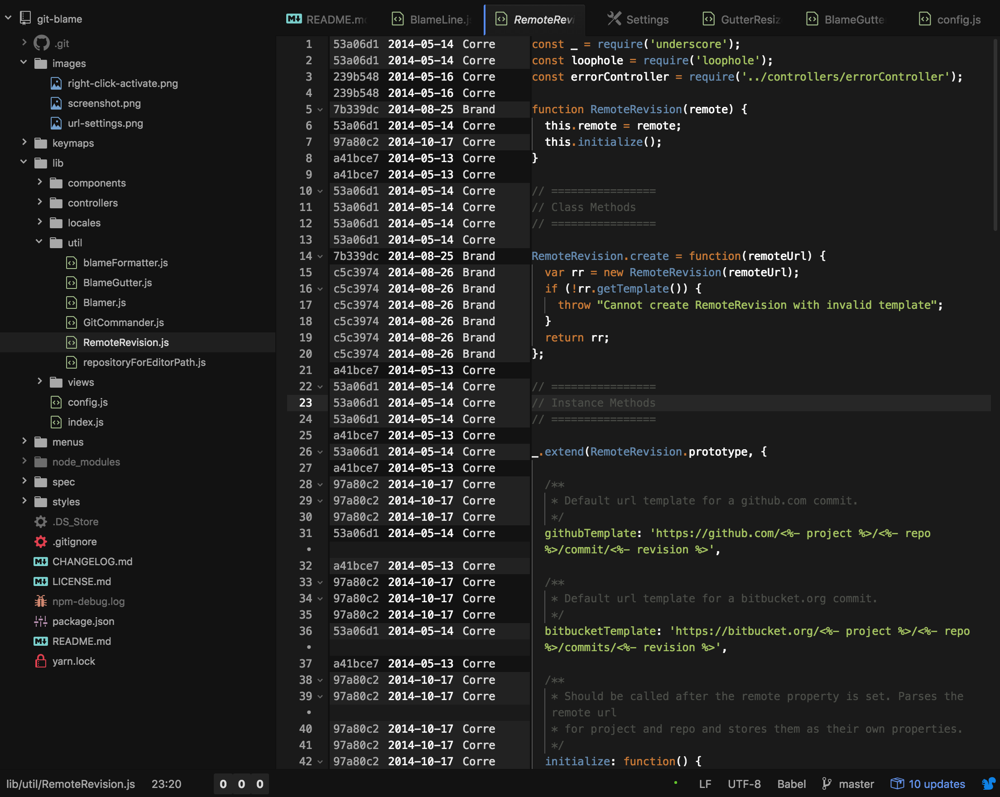 git-blame
.git
images
right-click-activate.png
screenshot.png
url-settings.png
keymaps
lib
components
controllers
locales
util
blameFormatter.js
BlameGutter.js
Blamer.js
GitCommander.js
RemoteRevision.js
repositoryForEditorPath.js
views
config.js
index.js
menus
node_modules
spec
styles
.DS_Store
.gitignore
CHANGELOG.md
LICENSE.md
npm-debug.log
package.json
README.md
yarn.lock
README.md BlameLine.js RemoteRevi Settings GutterResiz BlameGutte config.js
1 53a06d1 2014-05-14 Corre const _ = require('underscore');
2 53a06d1 2014-05-14 Corre const loophole = require('loophole');
3 239b548 2014-05-16 Corre const errorController = require('../controllers/errorController');
4 239b548 2014-05-16 Corre
5 7b339dc 2014-08-25 Brand function RemoteRevision(remote) {
6 53a06d1 2014-05-14 Corre this.remote = remote;
7 97a80c2 2014-10-17 Corre this.initialize();
8 a41bce7 2014-05-13 Corre }
9 a41bce7 2014-05-13 Corre
10 53a06d1 2014-05-14 Corre // ================
11 53a06d1 2014-05-14 Corre // Class Methods
12 53a06d1 2014-05-14 Corre // ================
13 53a06d1 2014-05-14 Corre
14 7b339dc 2014-08-25 Brand RemoteRevision.create = function(remoteUrl) {
15 c5c3974 2014-08-26 Brand var rr = new RemoteRevision(remoteUrl);
16 c5c3974 2014-08-26 Brand if (!rr.getTemplate()) {
17 c5c3974 2014-08-26 Brand throw "Cannot create RemoteRevision with invalid template";
18 c5c3974 2014-08-26 Brand }
19 c5c3974 2014-08-26 Brand return rr;
20 c5c3974 2014-08-26 Brand };
21 a41bce7 2014-05-13 Corre
22 53a06d1 2014-05-14 Corre // ================
23 53a06d1 2014-05-14 Corre // Instance Methods
24 53a06d1 2014-05-14 Corre // ================
25 a41bce7 2014-05-13 Corre
26 53a06d1 2014-05-14 Corre _.extend(RemoteRevision.prototype, {
27 a41bce7 2014-05-13 Corre
28 97a80c2 2014-10-17 Corre /**
29 97a80c2 2014-10-17 Corre * Default url template for a github.com commit.
30 97a80c2 2014-10-17 Corre */
31 53a06d1 2014-05-14 Corre githubTemplate: 'https://github.com/<%- project %>/<%- repo
• %>/commit/<%- revision %>',
32 a41bce7 2014-05-13 Corre
33 97a80c2 2014-10-17 Corre /**
34 97a80c2 2014-10-17 Corre * Default url template for a bitbucket.org commit.
35 97a80c2 2014-10-17 Corre */
36 53a06d1 2014-05-14 Corre bitbucketTemplate: 'https://bitbucket.org/<%- project %>/<%- repo
• %>/commits/<%- revision %>',
37 a41bce7 2014-05-13 Corre
38 97a80c2 2014-10-17 Corre /**
39 97a80c2 2014-10-17 Corre * Should be called after the remote property is set. Parses the
• remote url
40 97a80c2 2014-10-17 Corre * for project and repo and stores them as their own properties.
41 97a80c2 2014-10-17 Corre */
42 97a80c2 2014-10-17 Corre initialize: function() {
lib/util/RemoteRevision.js 23:20 0 0 0 LF UTF-8 Babel master 10 updates